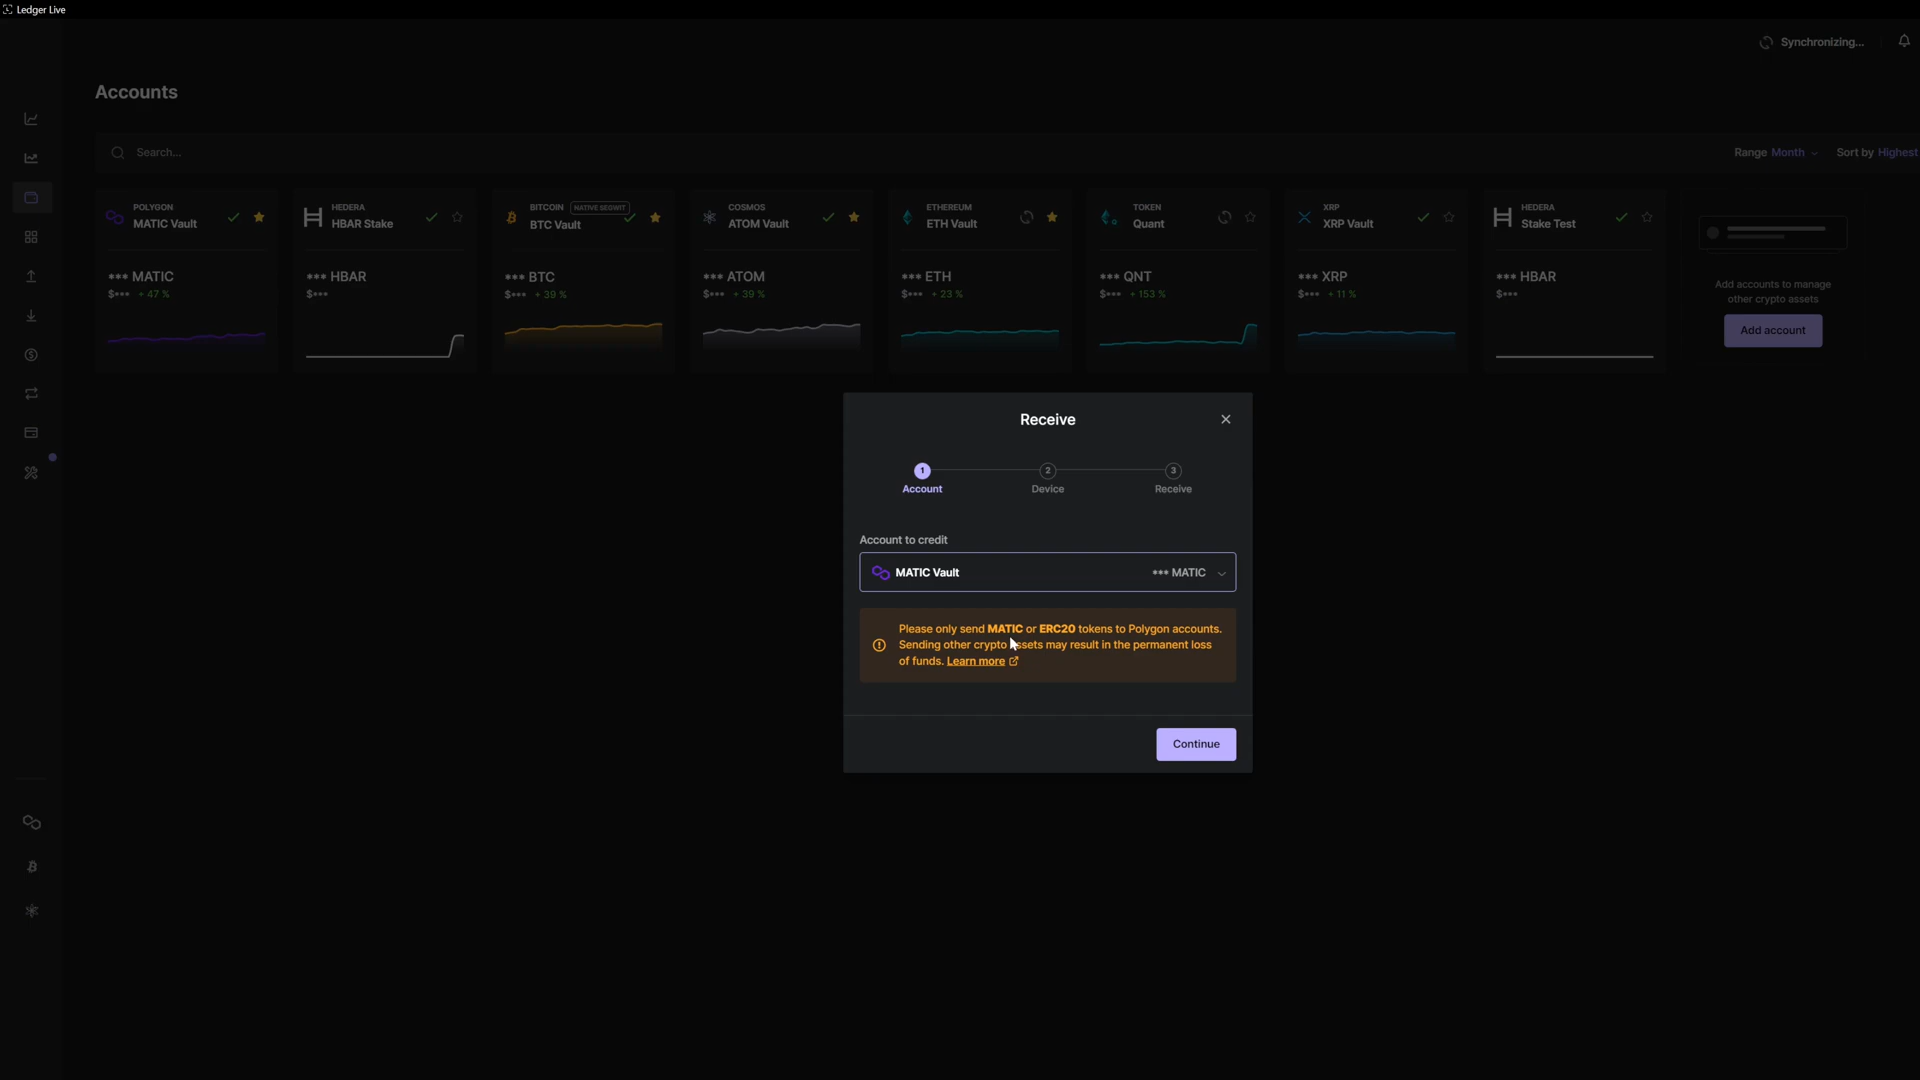 Ledger Live
Synchronizing...
Accounts
Search...
Range Month
Sort by Highest
POLYGON
MATIC Vault
*** MATIC
$*** + 47 %
HEDERA
HBAR Stake
*** HBAR
$***
BITCOIN NATIVE SEGWIT
BTC Vault
*** BTC
$*** + 39 %
COSMOS
ATOM Vault
*** ATOM
$*** + 39 %
ETHEREUM
ETH Vault
*** ETH
$*** + 23 %
TOKEN
Quant
*** QNT
$*** + 153 %
XRP
XRP Vault
*** XRP
$*** + 11 %
HEDERA
Stake Test
*** HBAR
$***
Add accounts to manage
other crypto assets
Add account
Receive
1
2
3
Account
Device
Receive
Account to credit
MATIC Vault
*** MATIC
Please only send MATIC or ERC20 tokens to Polygon accounts.
Sending other crypto assets may result in the permanent loss
of funds. Learn more
Continue